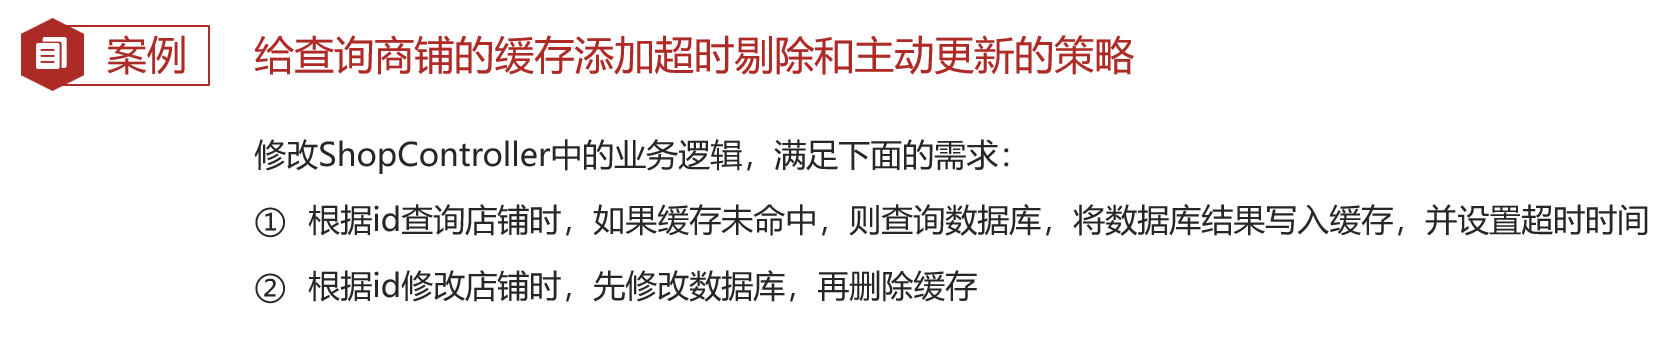 案例
给查询商铺的缓存添加超时剔除和主动更新的策略
修改ShopController中的业务逻辑，满足下面的需求：
① 根据id查询店铺时，如果缓存未命中，则查询数据库，将数据库结果写入缓存，并设置超时时间
② 根据id修改店铺时，先修改数据库，再删除缓存